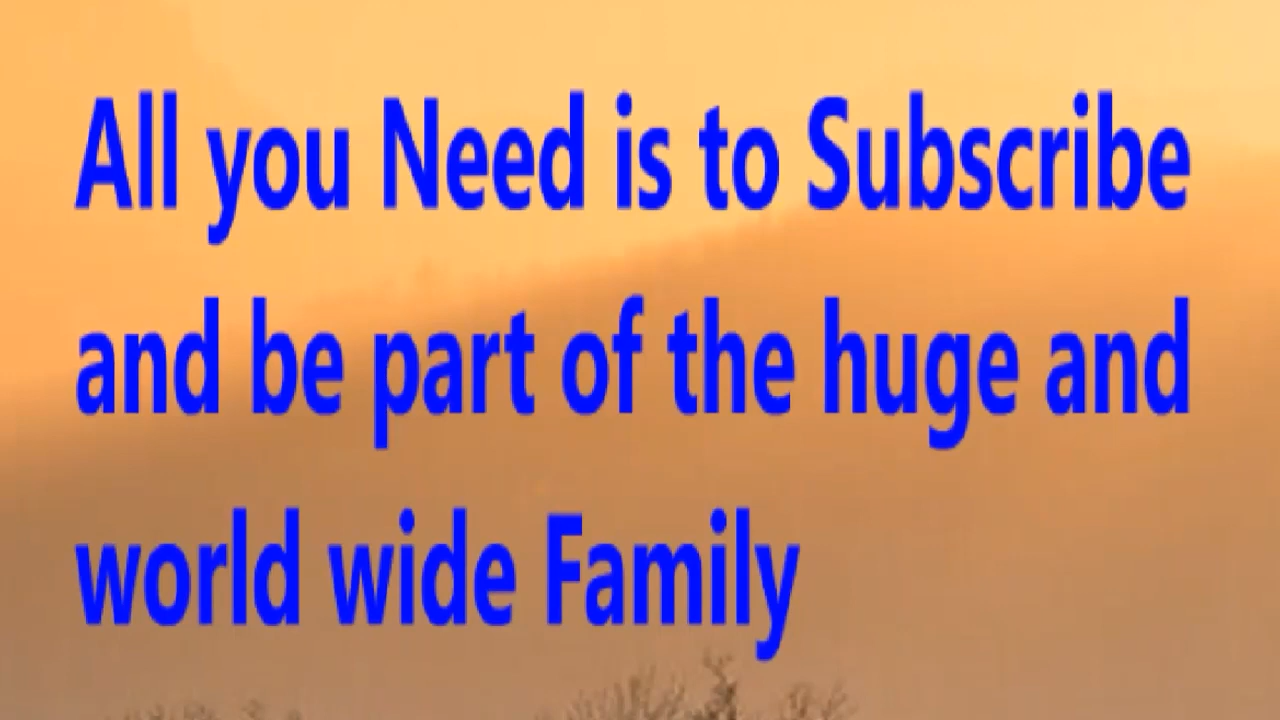 All you Need is to Subscribe
and be part of the huge and
world wide Family